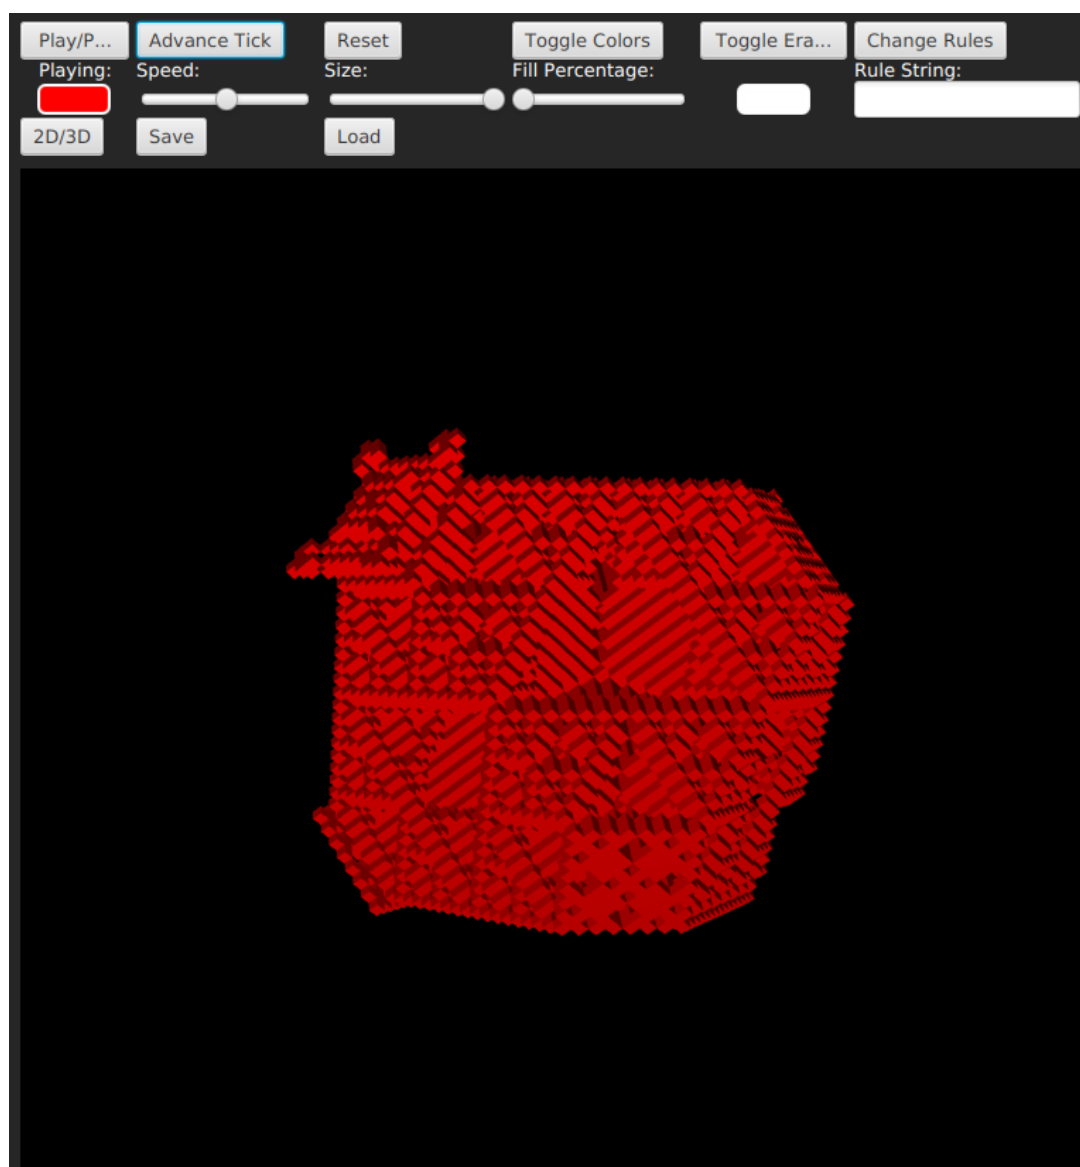 Play/P... Advance Tick Reset Toggle Colors Toggle Era... Change Rules
Playing: Speed: Size: Fill Percentage: Rule String:
2D/3D Save Load